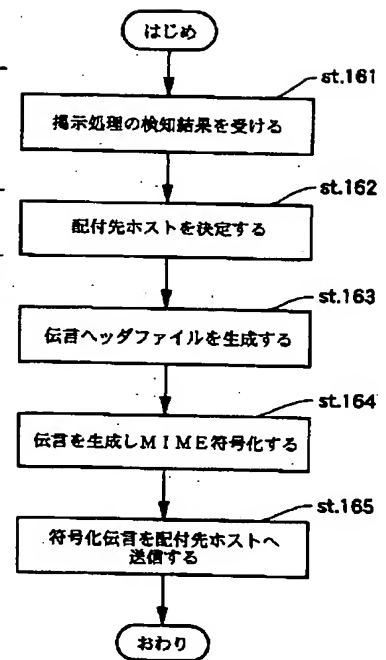 はじめ
st.161
掲示処理の検知結果を受ける
st.162
配付先ホストを決定する
st.163
伝言ヘッダファイルを生成する
st.164
伝言を生成しＭＩＭＥ符号化する
st.165
符号化伝言を配付先ホストへ
送信する
おわり